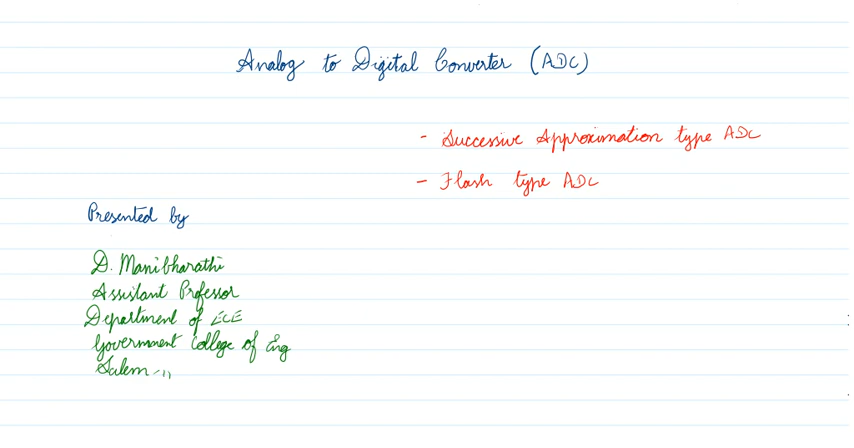 Analog to Digital Converter (ADC)
- Successive Approximation type ADC
- Flash type ADC
Presented by
D. Manibharathi
Assistant Professor
Department of ECE
Government College of Eng
Salem - 11